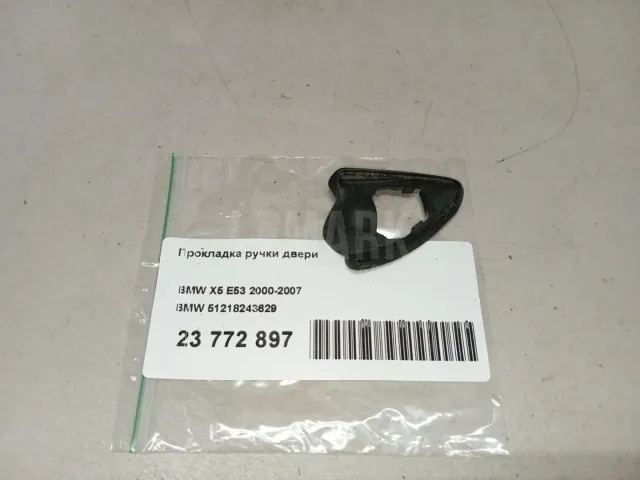 Прокладка ручки двери
BMW X5 E53 2000-2007
BMW 51218243629
23 772 897